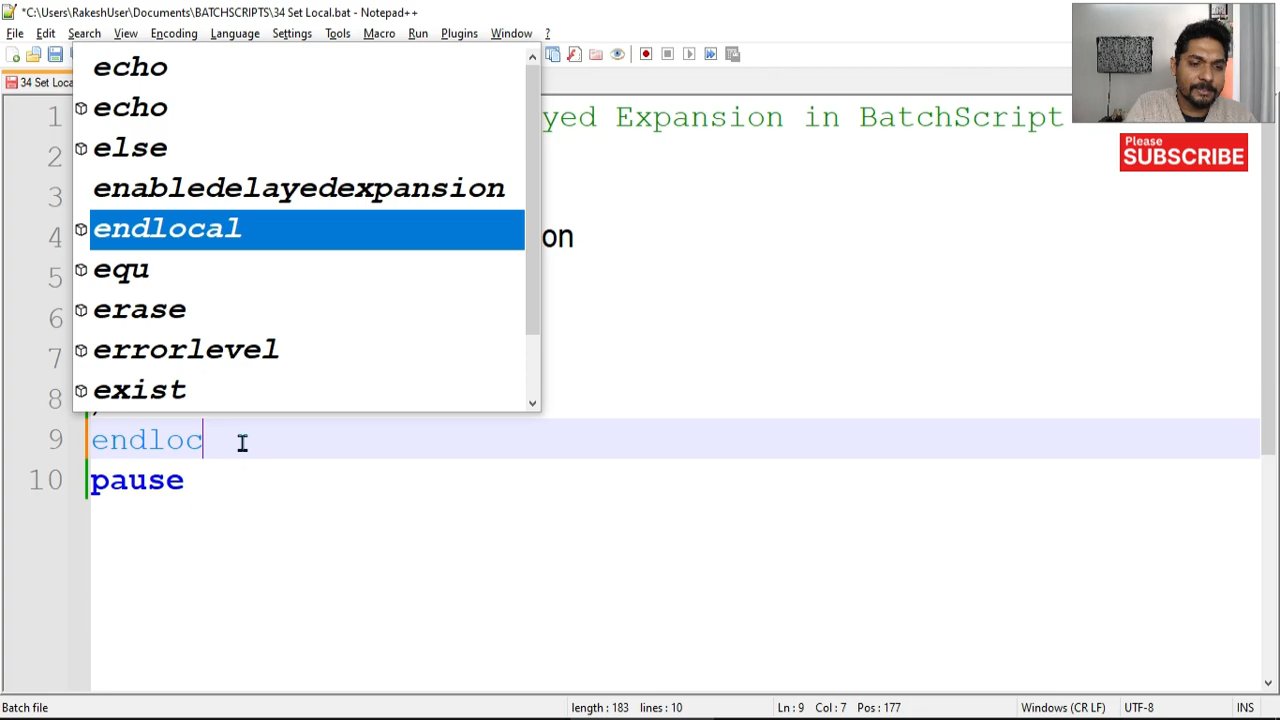 *C:\Users\RakeshUser\Documents\BATCHSCRIPTS\34 Set Local.bat - Notepad++
File Edit Search View Encoding Language Settings Tools Macro Run Plugins Window ?
34 Set Loca
Please
SUBSCRIBE
echo
echo
else
enabledelayedexpansion
endlocal
equ
erase
errorlevel
exist
1 yed Expansion in BatchScript
2
3
4 on
5
6
7
8 )
9 endloc
10 pause
Batch file length : 183 lines : 10 Ln : 9 Col : 7 Pos : 177 Windows (CR LF) UTF-8 INS